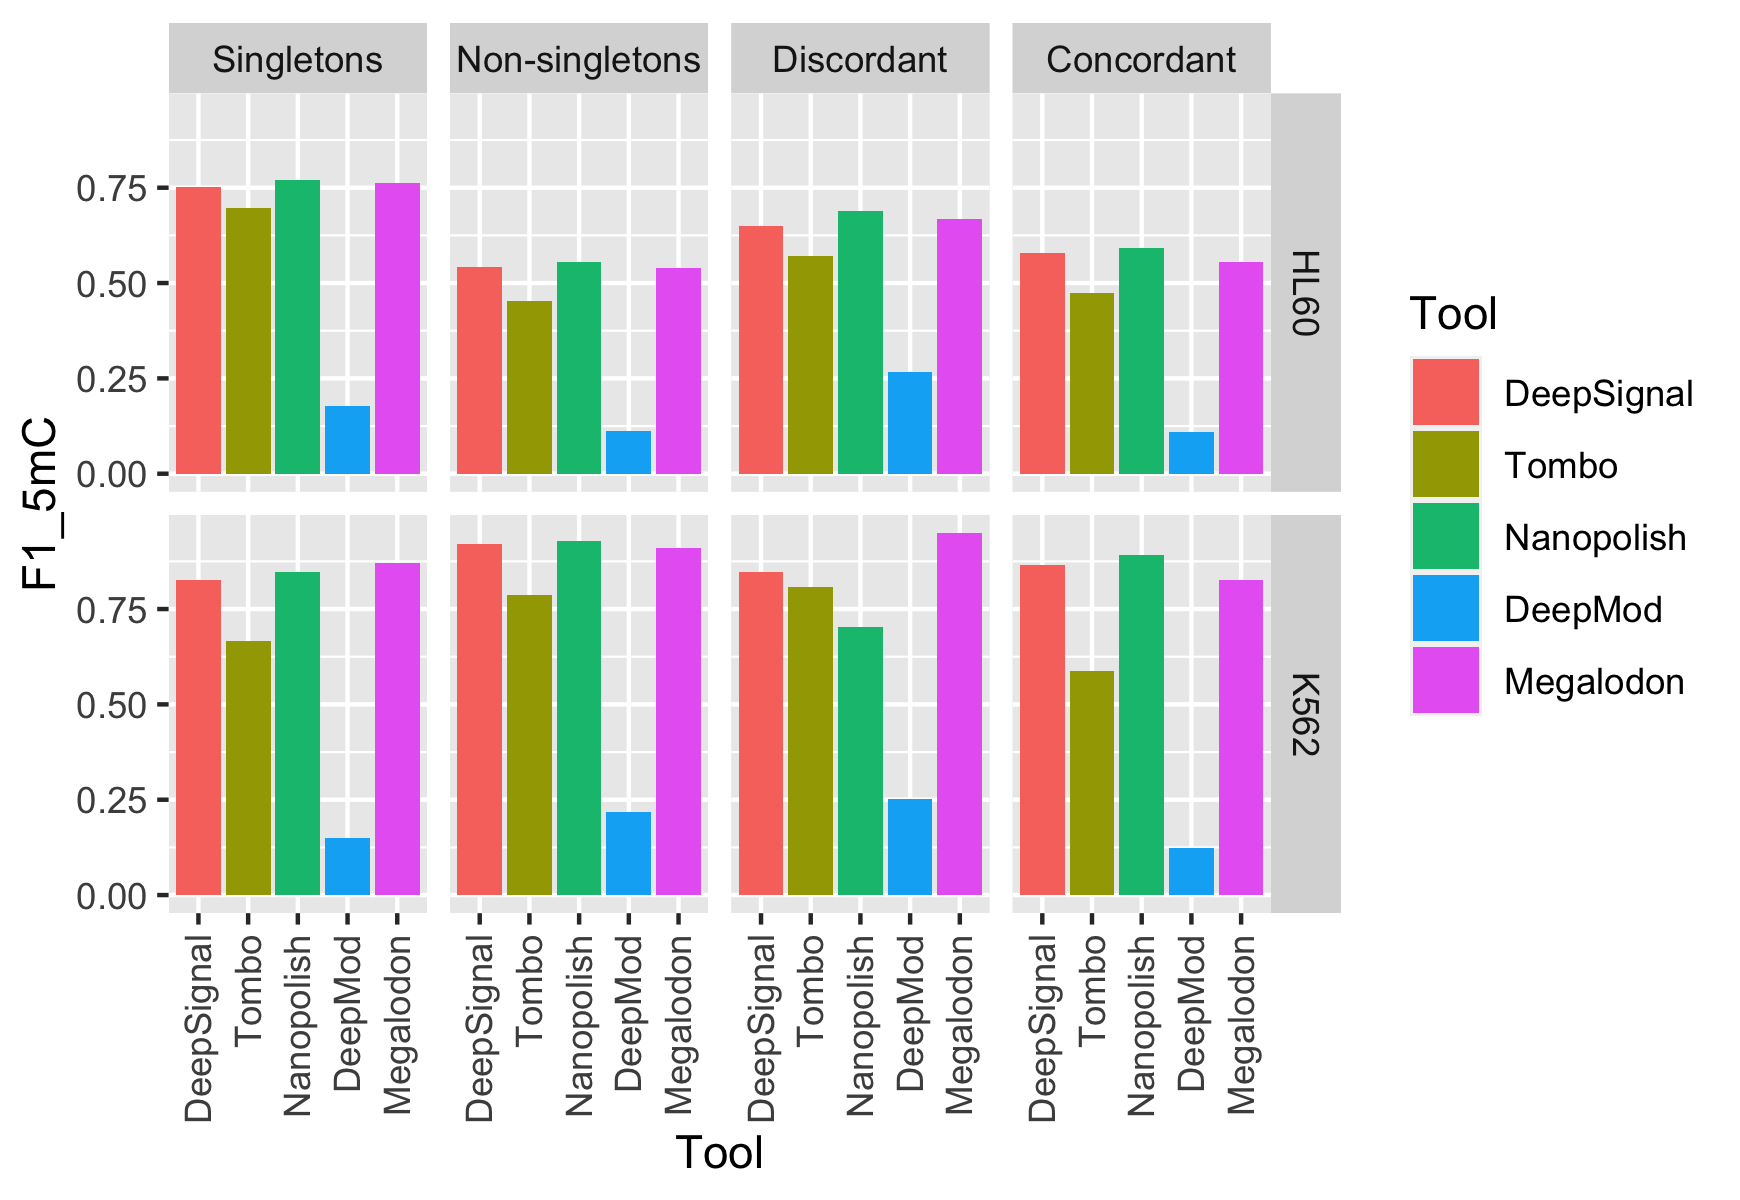 Singletons Non-singletons Discordant Concordant
0.75
0.50
0.25
0.00
HL60
F1_5mC
0.75
0.50
0.25
0.00
K562
DeepSignal Tombo Nanopolish DeepMod Megalodon DeepSignal Tombo Nanopolish DeepMod Megalodon DeepSignal Tombo Nanopolish DeepMod Megalodon DeepSignal Tombo Nanopolish DeepMod Megalodon
Tool
Tool
DeepSignal
Tombo
Nanopolish
DeepMod
Megalodon